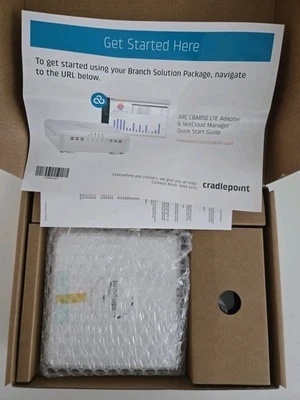 Get Started Here
To get started using your Branch Solution Package, navigate
to the URL below.
ARC CBA850 LTE Adapter
& NetCloud Manager
Quick Start Guide
cradlepoint